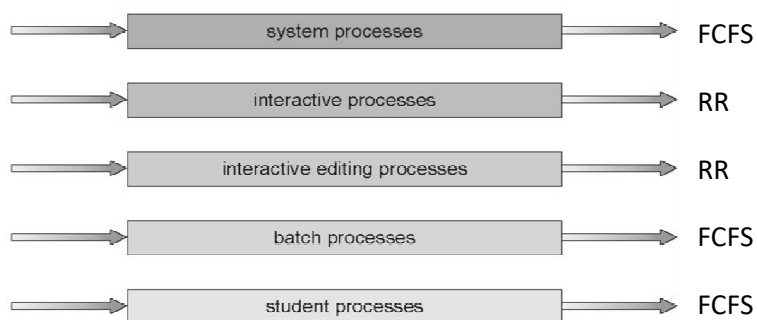 system processes FCFS
interactive processes RR
interactive editing processes RR
batch processes FCFS
student processes FCFS